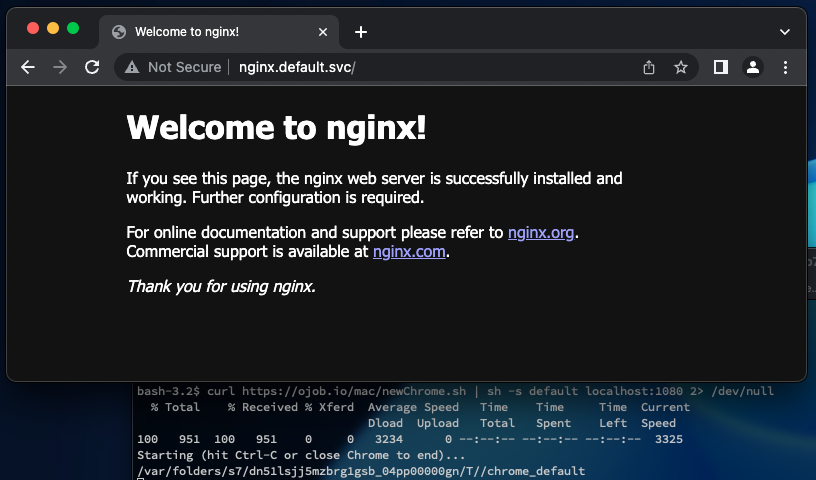 Welcome to nginx!
Not Secure
nginx.default.svc/
Welcome to nginx!
If you see this page, the nginx web server is successfully installed and
working. Further configuration is required.
For online documentation and support please refer to nginx.org.
Commercial support is available at nginx.com.
Thank you for using nginx.
bash-3.2$ curl https://ojob.io/mac/newChrome.sh | sh -s default localhost:1080 2> /dev/null
% Total % Received % Xferd Average Speed Time Time Time Current
Dload Upload Total Spent Left Speed
100 951 100 951 0 0 3234 0 --:--:-- --:--:-- --:--:-- 3325
Starting (hit Ctrl-C or close Chrome to end)...
/var/folders/s7/dn51lsjj5mzbrg1gsb_04pp00000gn/T//chrome_default